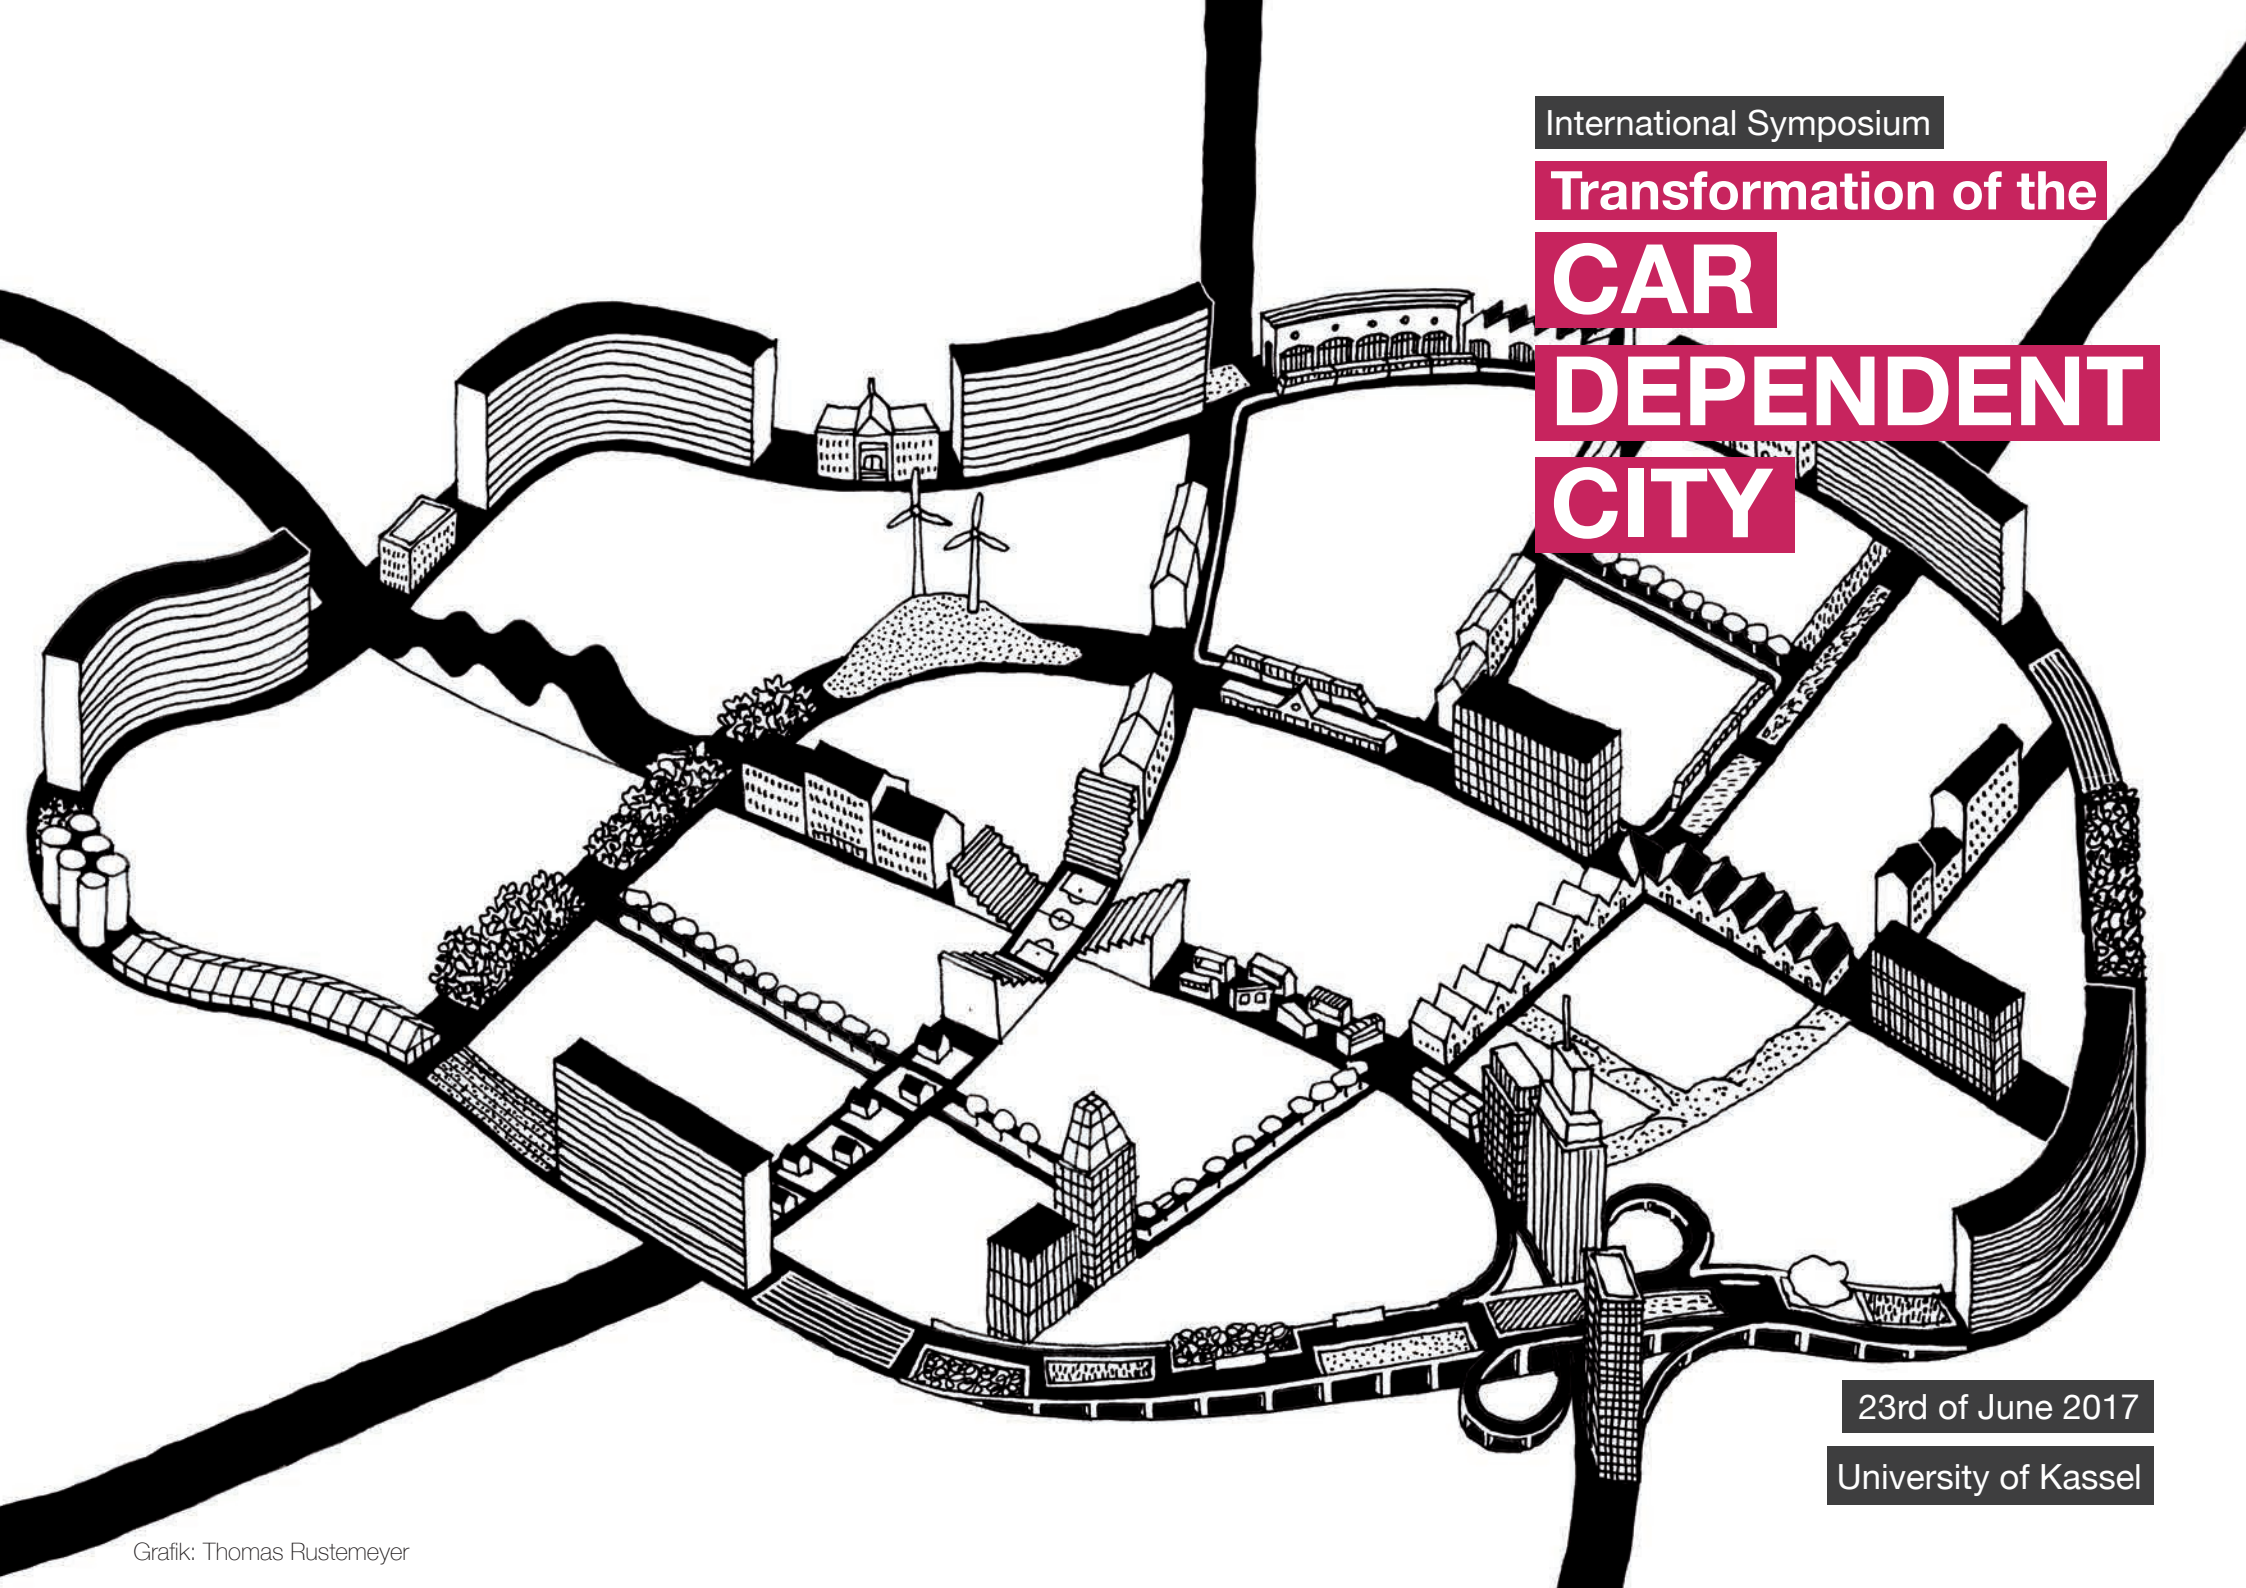 International Symposium
Transformation of the
CAR
DEPENDENT
CITY
23rd of June 2017
University of Kassel
Grafik: Thomas Rustemeyer